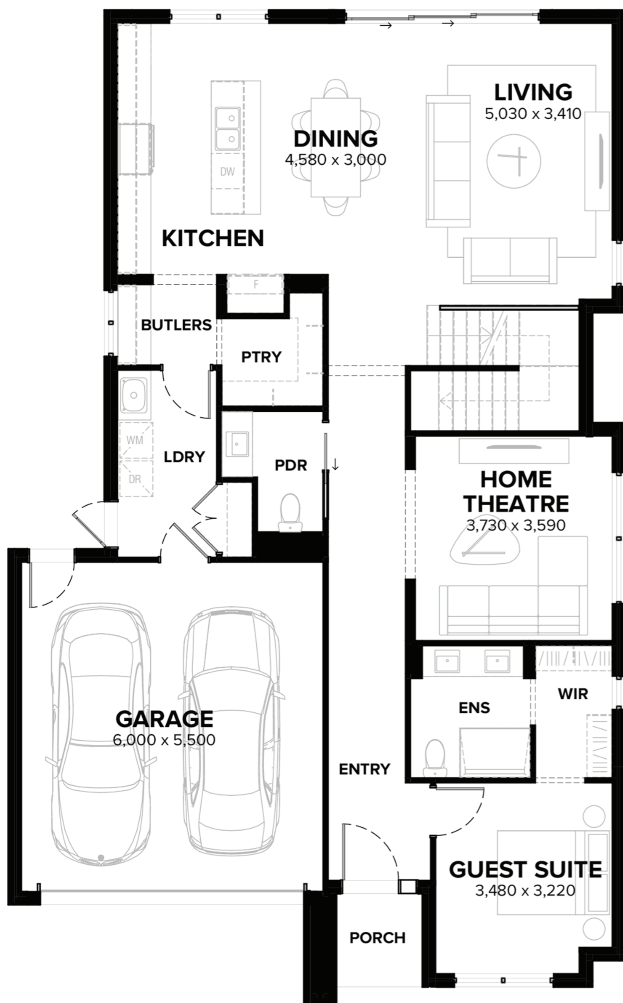 LIVING
5,030 x 3,410
DINING
4,580 x 3,000
DW
KITCHEN
F
BUTLERS
PTRY
WM
LDRY
DR
PDR
HOME
THEATRE
3,730 x 3,590
ENS
WIR
GARAGE
6,000 x 5,500
ENTRY
GUEST SUITE
3,480 x 3,220
PORCH